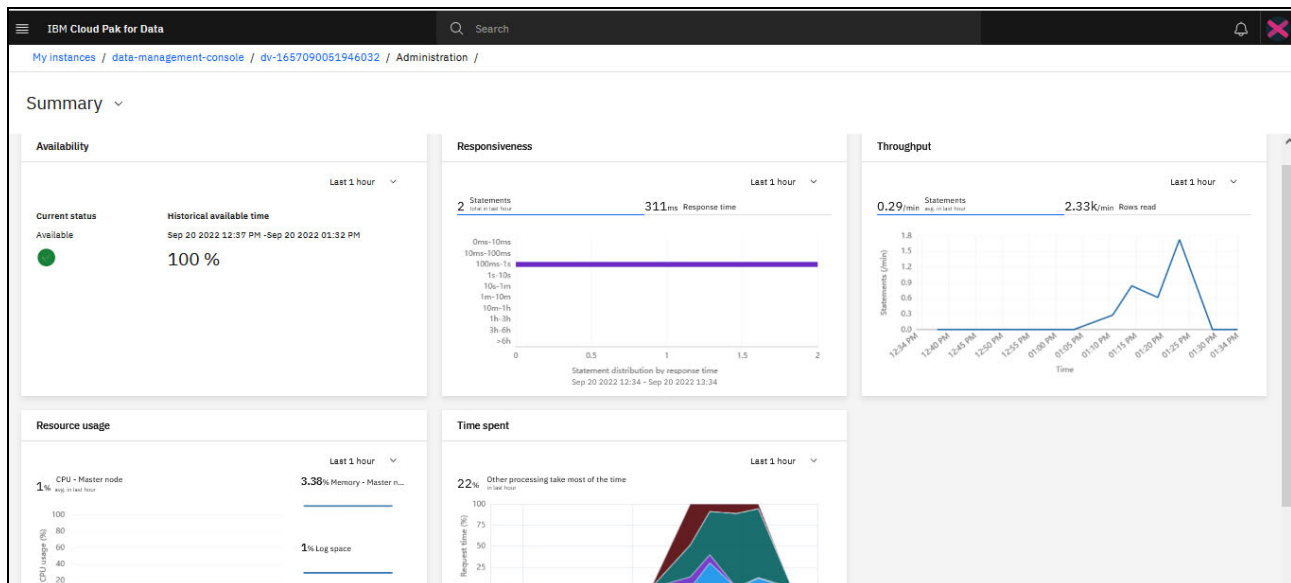 IBM Cloud Pak for Data
Search
My instances / data-management-console / dv-1657090051946032 / Administration /
Summary
Availability
Last 1 hour
Current status
Historical available time
Available
Sep 20 2022 12:37 PM -Sep 20 2022 01:32 PM
100 %
Responsiveness
Last 1 hour
2 Statements
total in last hour
311ms Response time
0ms-10ms
10ms-100ms
100ms-1s
1s-10s
10s-1m
1m-10m
10m-1h
1h-3h
3h-6h
>6h
0 0.5 1 1.5 2
Statement distribution by response time
Sep 20 2022 12:34 - Sep 20 2022 13:34
Throughput
Last 1 hour
0.29/min Statements
avg. in last hour
2.33k/min Rows read
Statements (/min)
1.8
1.5
1.2
0.9
0.6
0.3
0.0
12:34 PM 12:40 PM 12:45 PM 12:50 PM 12:55 PM 01:00 PM 01:05 PM 01:10 PM 01:15 PM 01:20 PM 01:25 PM 01:30 PM 01:34 PM
Time
Resource usage
Last 1 hour
1% CPU - Master node
avg. in last hour
3.38% Memory - Master n...
CPU usage (%)
100
80
60
40
20
1% Log space
Time spent
Last 1 hour
22% Other processing take most of the time
in last hour
Request time (%)
100
75
50
25